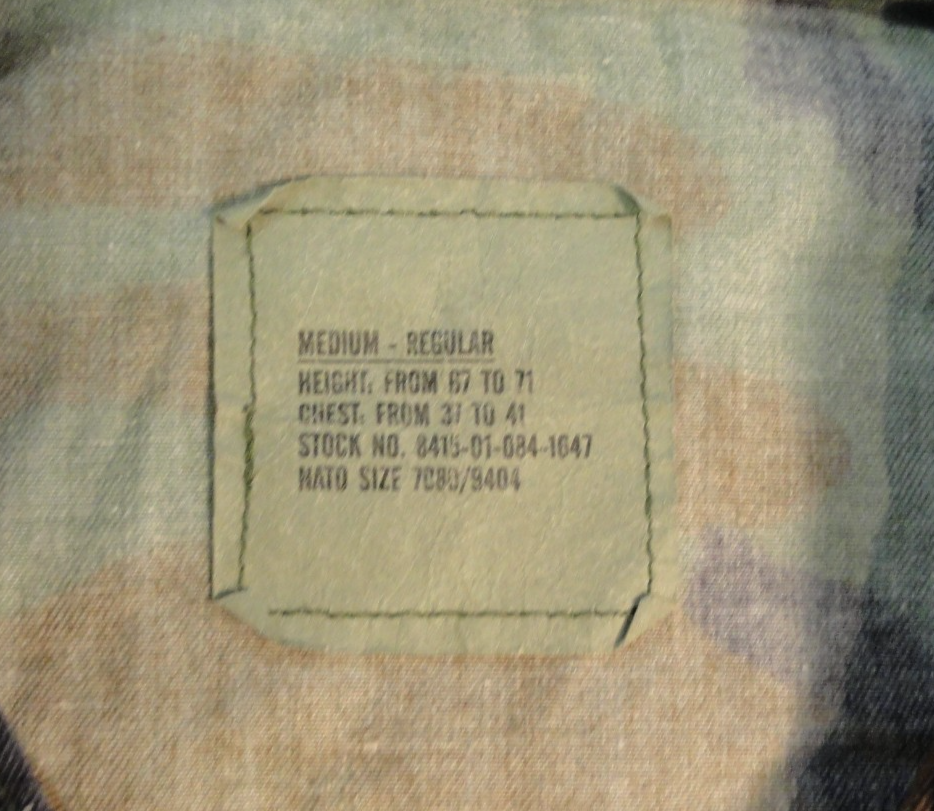 MEDIUM - REGULAR
HEIGHT: FROM 67 TO 71
CHEST: FROM 37 TO 41
STOCK NO. 8415-01-084-1647
NATO SIZE 7080/9404